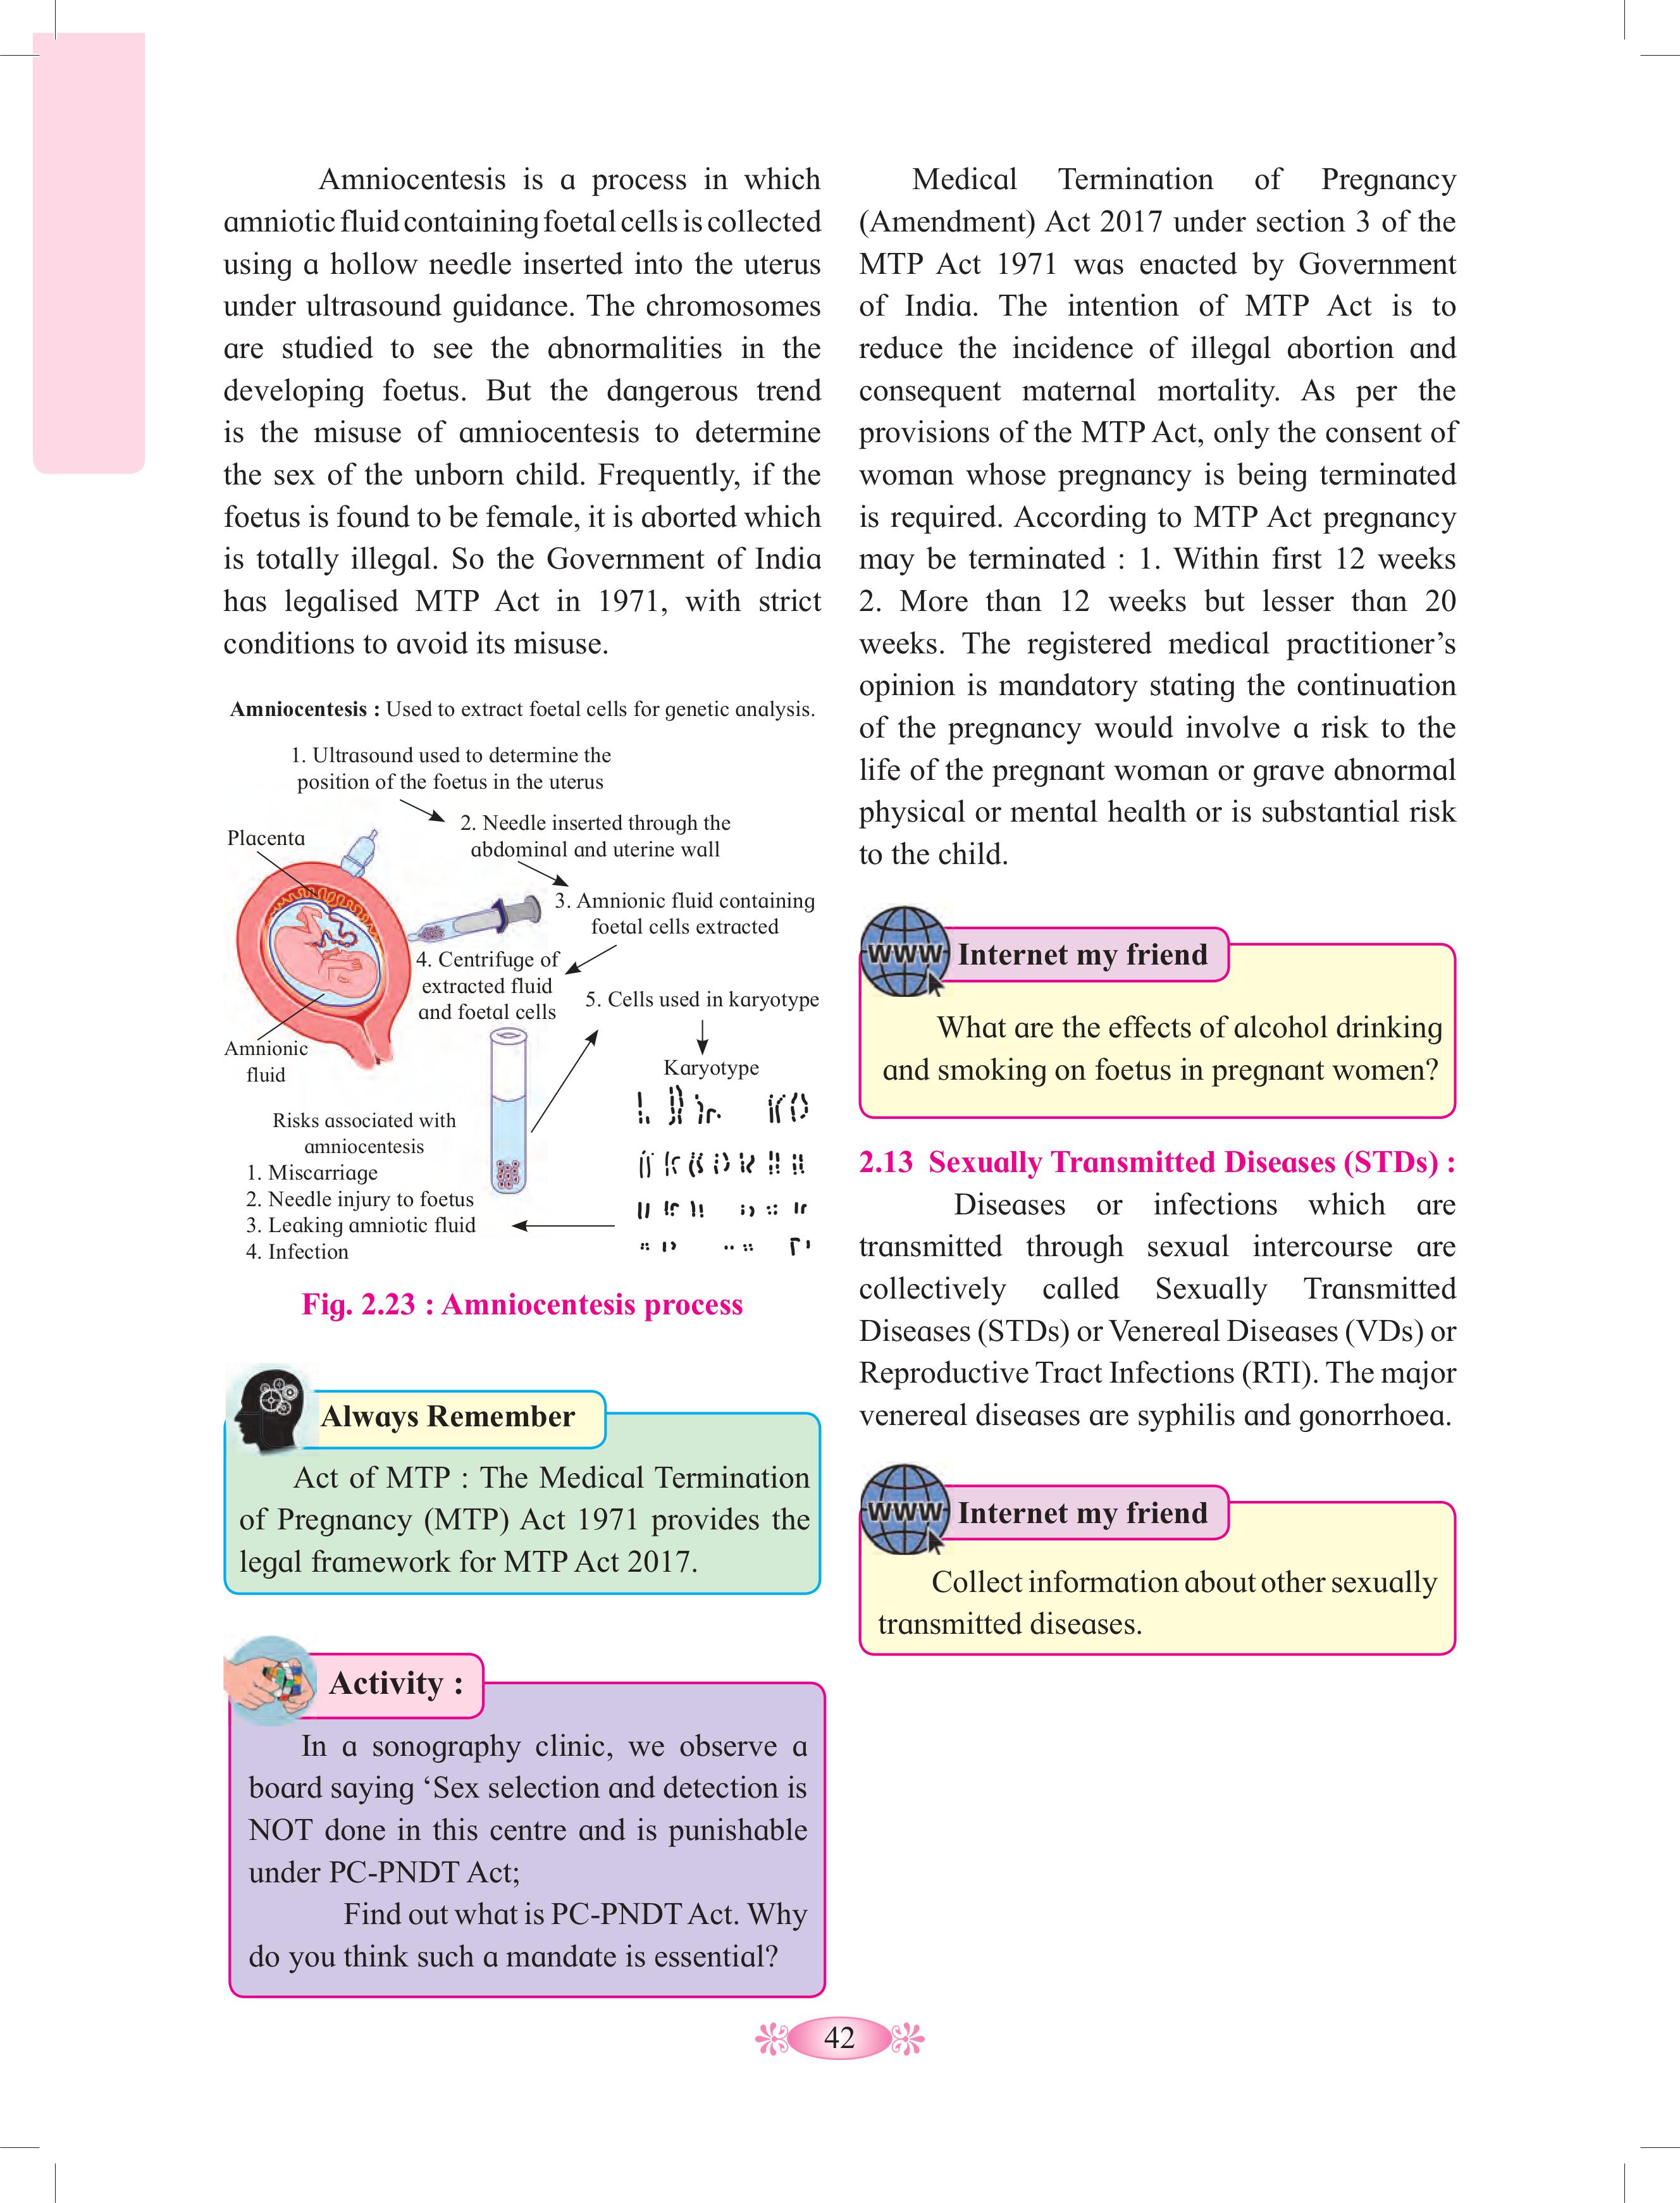 Amniocentesis is a process in which
amniotic fluid containing foetal cells is collected
using a hollow needle inserted into the uterus
under ultrasound guidance. The chromosomes
are studied to see the abnormalities in the
developing foetus. But the dangerous trend
is the misuse of amniocentesis to determine
the sex of the unborn child. Frequently, if the
foetus is found to be female, it is aborted which
is totally illegal. So the Government of India
has legalised MTP Act in 1971, with strict
conditions to avoid its misuse.
Amniocentesis : Used to extract foetal cells for genetic analysis.
1. Ultrasound used to determine the
position of the foetus in the uterus
2. Needle inserted through the
abdominal and uterine wall
Placenta
3. Amnionic fluid containing
foetal cells extracted
4. Centrifuge of
extracted fluid
and foetal cells
5. Cells used in karyotype
Amnionic
fluid
Karyotype
Risks associated with
amniocentesis
1. Miscarriage
2. Needle injury to foetus
3. Leaking amniotic fluid
4. Infection
Fig. 2.23 : Amniocentesis process
Always Remember
Act of MTP : The Medical Termination
of Pregnancy (MTP) Act 1971 provides the
legal framework for MTP Act 2017.
Activity :
In a sonography clinic, we observe a
board saying ‘Sex selection and detection is
NOT done in this centre and is punishable
under PC-PNDT Act;
Find out what is PC-PNDT Act. Why
do you think such a mandate is essential?
Medical Termination of Pregnancy
(Amendment) Act 2017 under section 3 of the
MTP Act 1971 was enacted by Government
of India. The intention of MTP Act is to
reduce the incidence of illegal abortion and
consequent maternal mortality. As per the
provisions of the MTP Act, only the consent of
woman whose pregnancy is being terminated
is required. According to MTP Act pregnancy
may be terminated : 1. Within first 12 weeks
2. More than 12 weeks but lesser than 20
weeks. The registered medical practitioner’s
opinion is mandatory stating the continuation
of the pregnancy would involve a risk to the
life of the pregnant woman or grave abnormal
physical or mental health or is substantial risk
to the child.
WWW
Internet my friend
What are the effects of alcohol drinking
and smoking on foetus in pregnant women?
2.13 Sexually Transmitted Diseases (STDs) :
Diseases or infections which are
transmitted through sexual intercourse are
collectively called Sexually Transmitted
Diseases (STDs) or Venereal Diseases (VDs) or
Reproductive Tract Infections (RTI). The major
venereal diseases are syphilis and gonorrhoea.
WWW
Internet my friend
Collect information about other sexually
transmitted diseases.
42